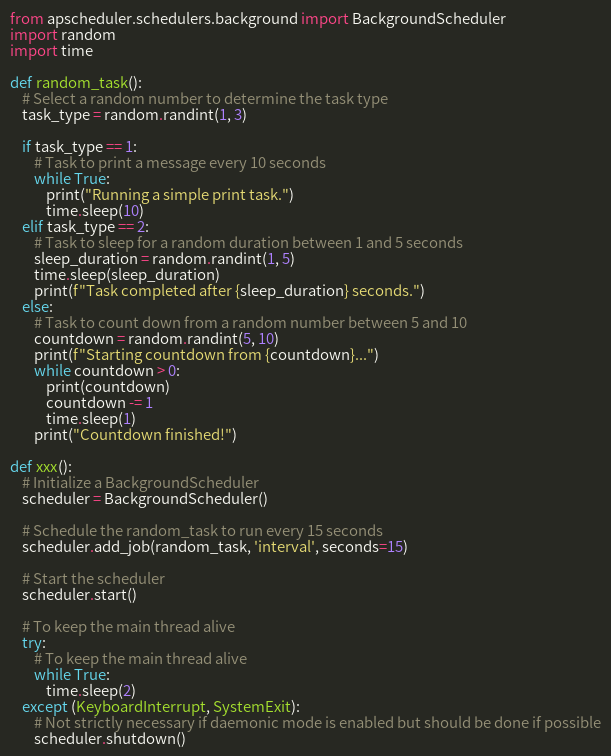 from apscheduler.schedulers.background import BackgroundScheduler
import random
import time

def random_task():
    # Select a random number to determine the task type
    task_type = random.randint(1, 3)

    if task_type == 1:
        # Task to print a message every 10 seconds
        while True:
            print("Running a simple print task.")
            time.sleep(10)
    elif task_type == 2:
        # Task to sleep for a random duration between 1 and 5 seconds
        sleep_duration = random.randint(1, 5)
        time.sleep(sleep_duration)
        print(f"Task completed after {sleep_duration} seconds.")
    else:
        # Task to count down from a random number between 5 and 10
        countdown = random.randint(5, 10)
        print(f"Starting countdown from {countdown}...")
        while countdown > 0:
            print(countdown)
            countdown -= 1
            time.sleep(1)
        print("Countdown finished!")

def xxx():
    # Initialize a BackgroundScheduler
    scheduler = BackgroundScheduler()

    # Schedule the random_task to run every 15 seconds
    scheduler.add_job(random_task, 'interval', seconds=15)

    # Start the scheduler
    scheduler.start()

    # To keep the main thread alive
    try:
        # To keep the main thread alive
        while True:
            time.sleep(2)
    except (KeyboardInterrupt, SystemExit):
        # Not strictly necessary if daemonic mode is enabled but should be done if possible
        scheduler.shutdown()